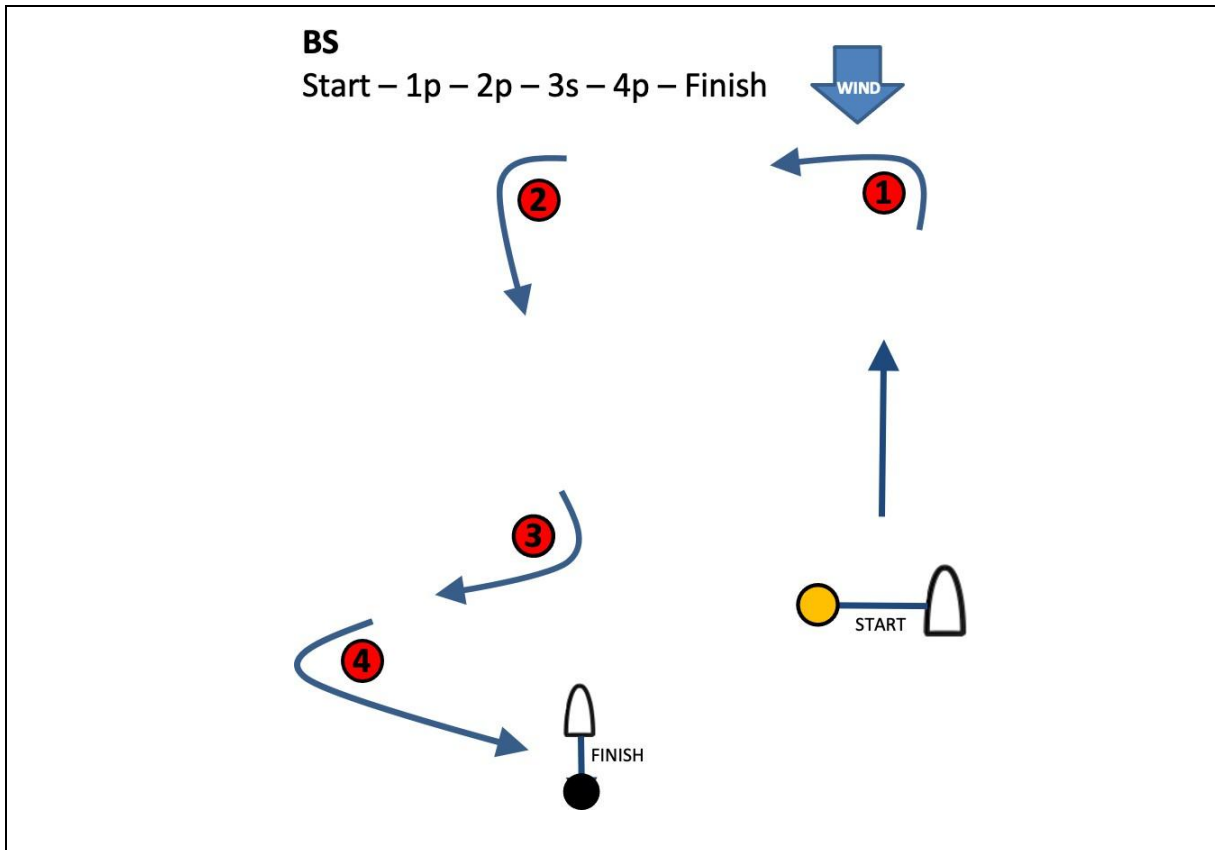 BS
Start – 1p – 2p – 3s – 4p – Finish
WIND
2
1
3
START
4
FINISH